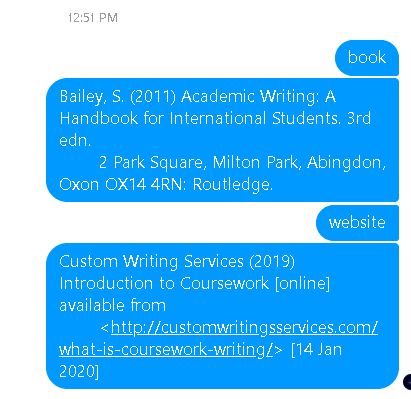 12:51 PM
book
Bailey, S. (2011) Academic Writing: A
Handbook for International Students. 3rd
edn.
2 Park Square, Milton Park, Abingdon,
Oxon OX14 4RN: Routledge.
website
Custom Writing Services (2019)
Introduction to Coursework [online]
available from
<http://customwritingsservices.com/
what-is-coursework-writing/> [14 Jan
2020]